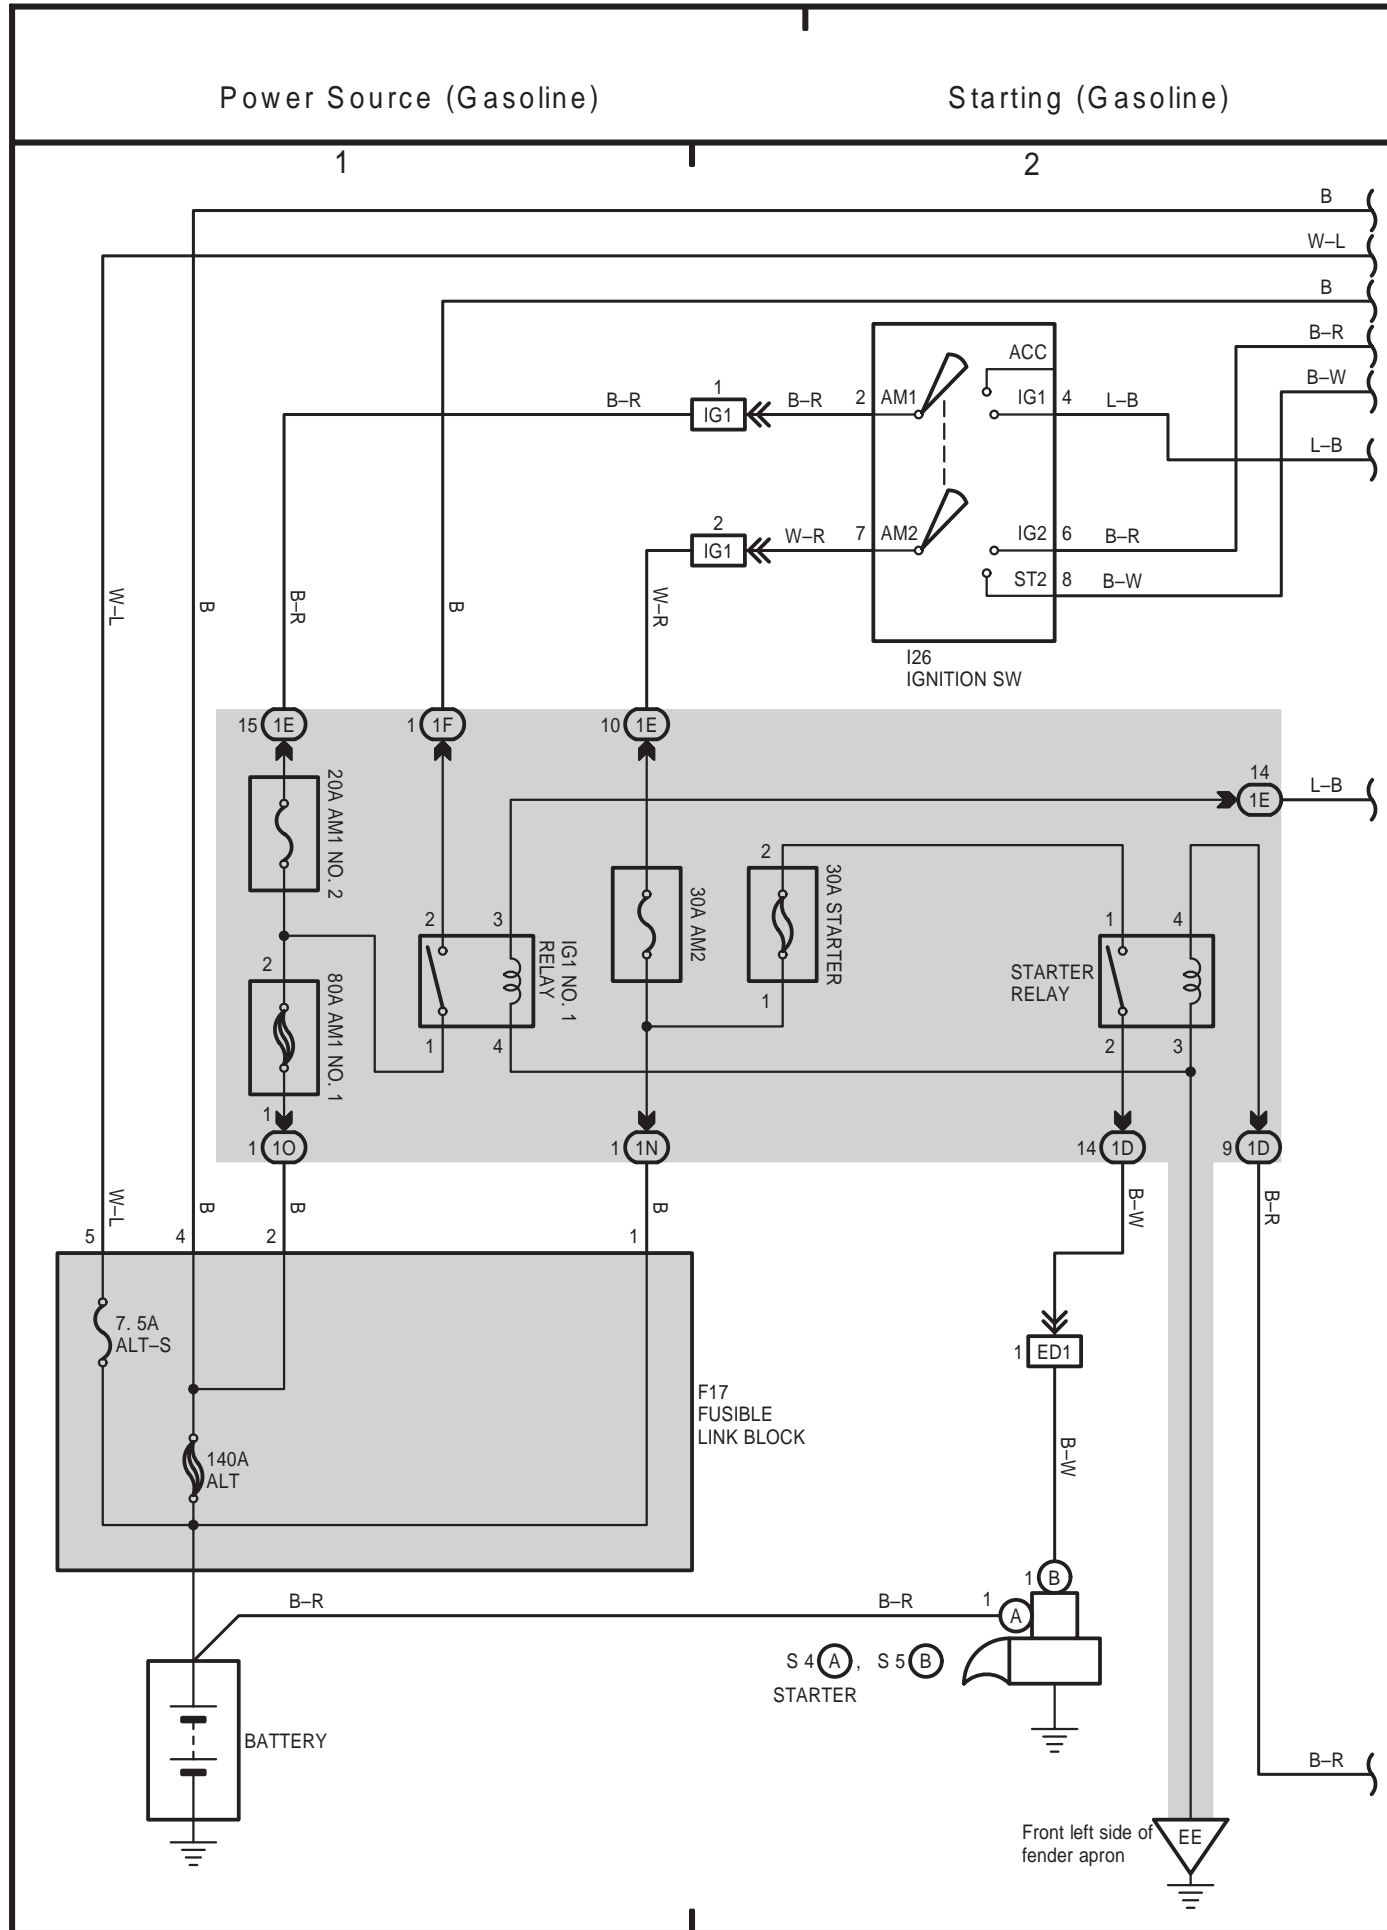 Power Source (Gasoline)
Starting (Gasoline)
1
2
B
W–L
B
B–R
B–W
ACC
1
B–R
IG1
B–R
2
AM1
IG1
4
L–B
L–B
2
IG1
W–R
7
AM2
IG2
6
B–R
ST2
8
B–W
W–L
B
B–R
B
W–R
I26
IGNITION SW
15
1E
1
1F
10
1E
14
1E
L–B
20A AM1 NO. 2
2
30A STARTER
30A AM2
2
3
IG1 NO. 1
RELAY
1
4
STARTER
RELAY
2
80A AM1 NO. 1
1
1
4
2
3
1
1
1O
1
1N
14
1D
9
1D
W–L
B
B
B
B–W
B–R
5
4
2
1
7. 5A
ALT–S
1
ED1
F17
FUSIBLE
LINK BLOCK
140A
ALT
B–W
1
B
B–R
B–R
1
A
S 4 A , S 5 B
STARTER
BATTERY
B–R
Front left side of
fender apron
EE